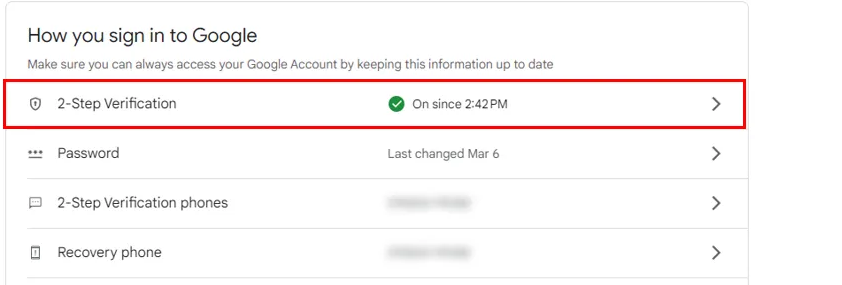 How you sign in to Google
Make sure you can always access your Google Account by keeping this information up to date
2-Step Verification On since 2:42 PM
Password Last changed Mar 6
2-Step Verification phones
Recovery phone